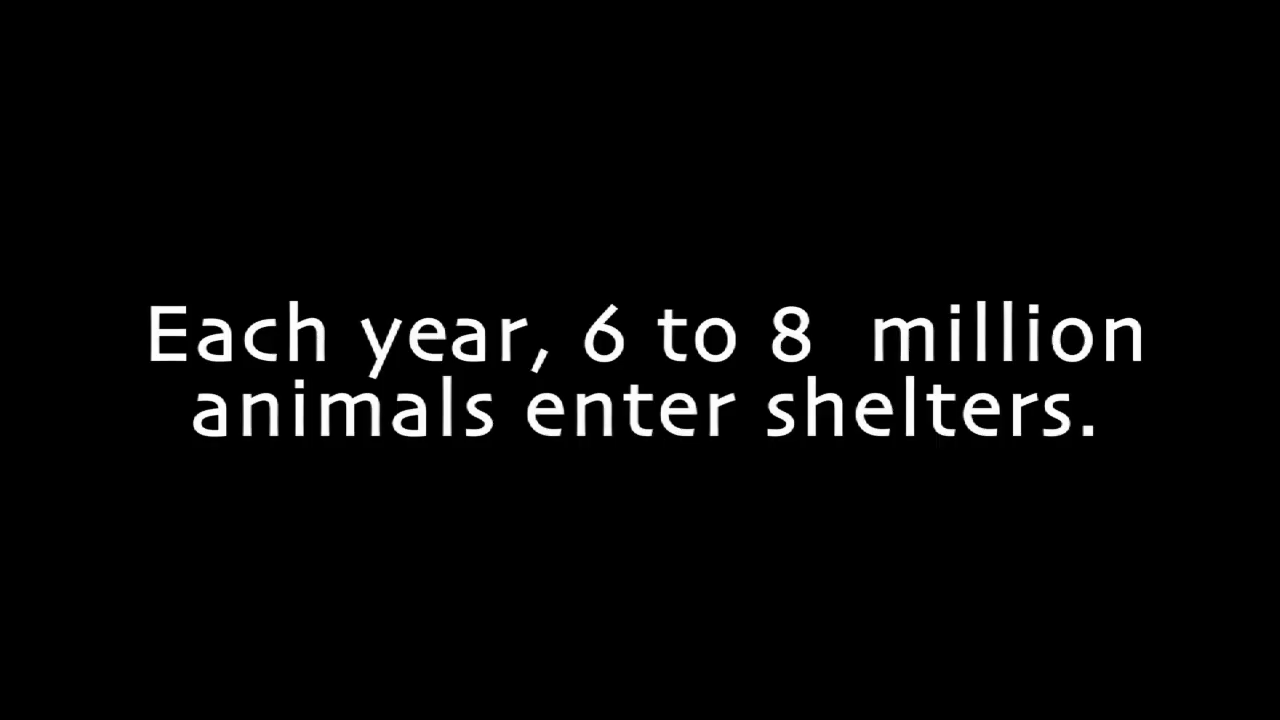 Each year, 6 to 8  million
animals enter shelters.